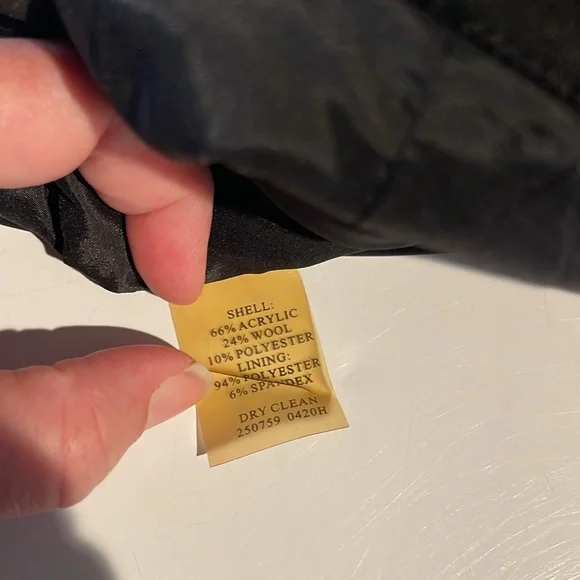 SHELL:
66% ACRYLIC
24% WOOL
10% POLYESTER
LINING:
94% POLYESTER
6% SPANDEX
DRY CLEAN
250759 0420H